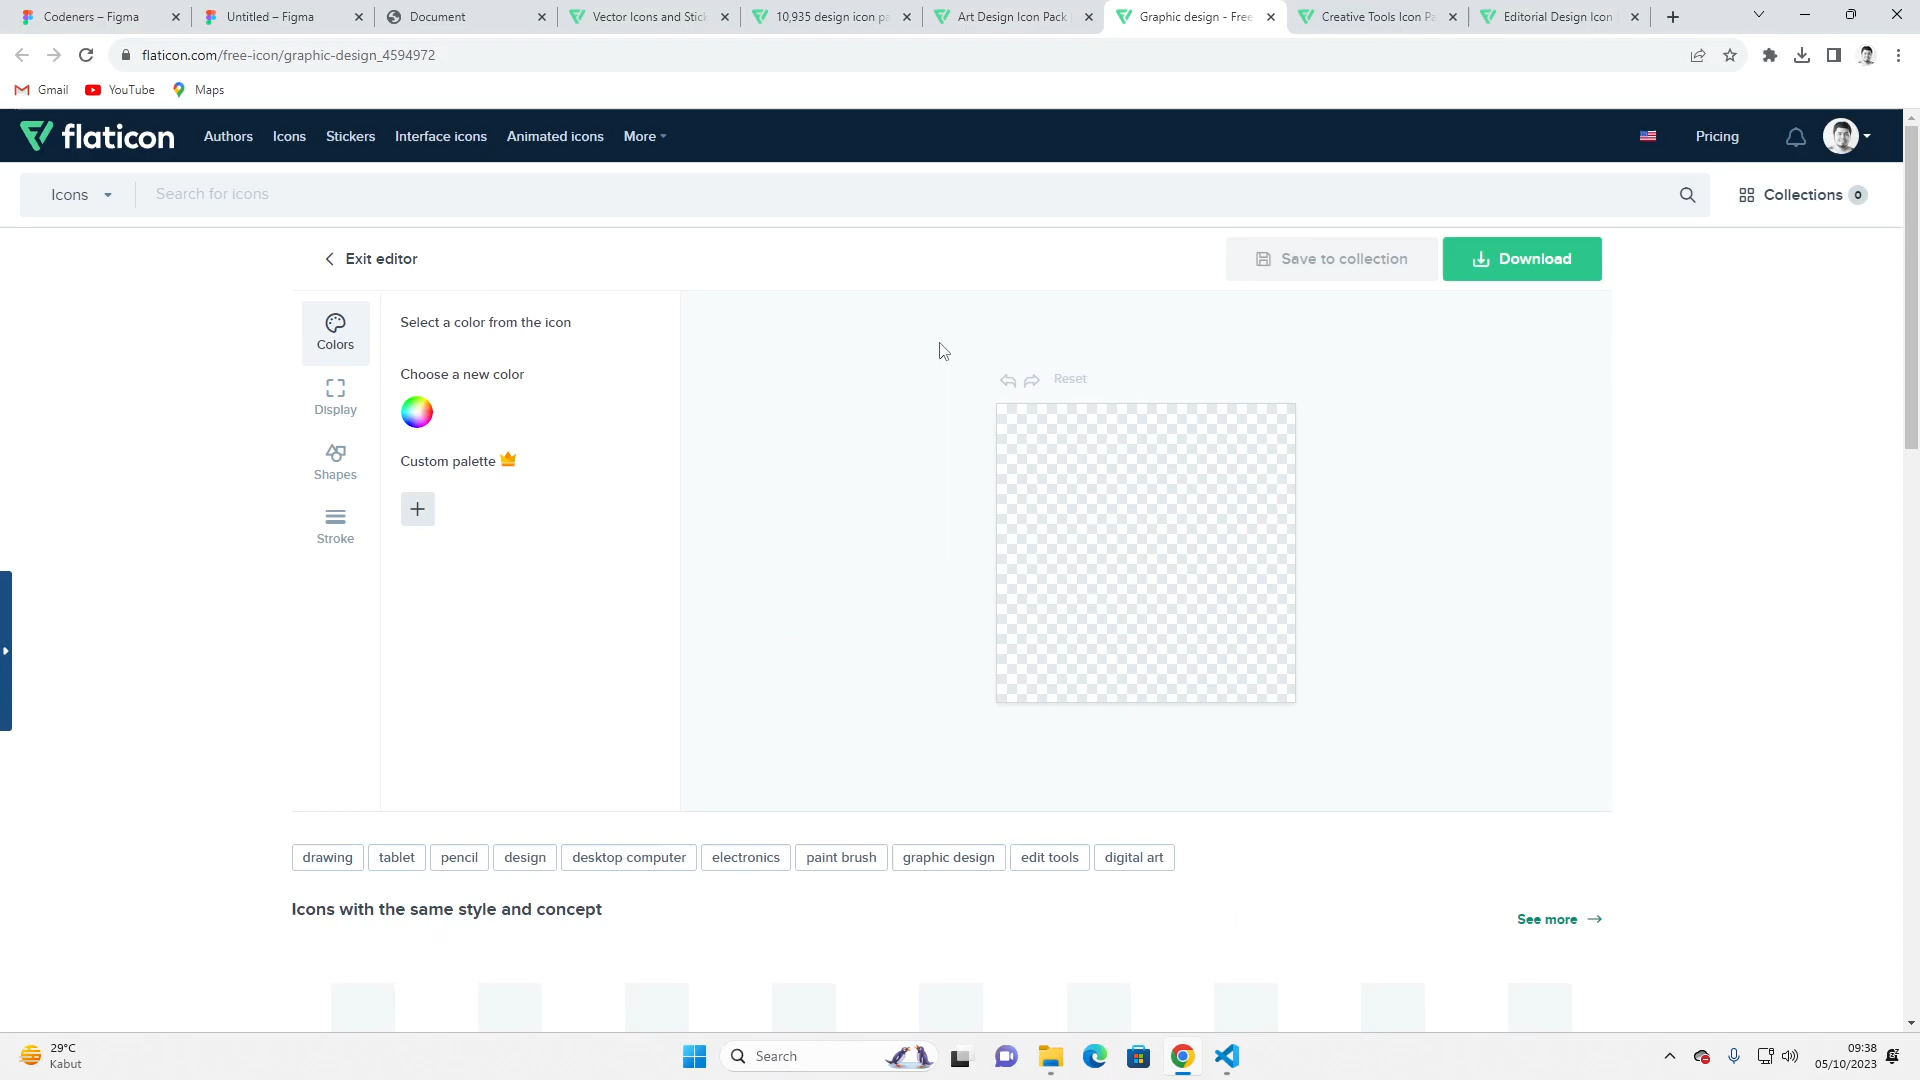 Codeners – Figma
Untitled – Figma
Document
Vector Icons and Stick
10,935 design icon pa
Art Design Icon Pack
Graphic design - Free
Creative Tools Icon Pa
Editorial Design Icon
flaticon.com/free-icon/graphic-design_4594972
Gmail
YouTube
Maps
flaticon
Authors
Icons
Stickers
Interface icons
Animated icons
More
Pricing
Icons
Search for icons
Collections 0
Exit editor
Save to collection
Download
Colors
Display
Shapes
Stroke
Select a color from the icon
Choose a new color
Custom palette
Reset
drawing
tablet
pencil
design
desktop computer
electronics
paint brush
graphic design
edit tools
digital art
Icons with the same style and concept
See more
29°C
Kabut
Search
09:38
05/10/2023